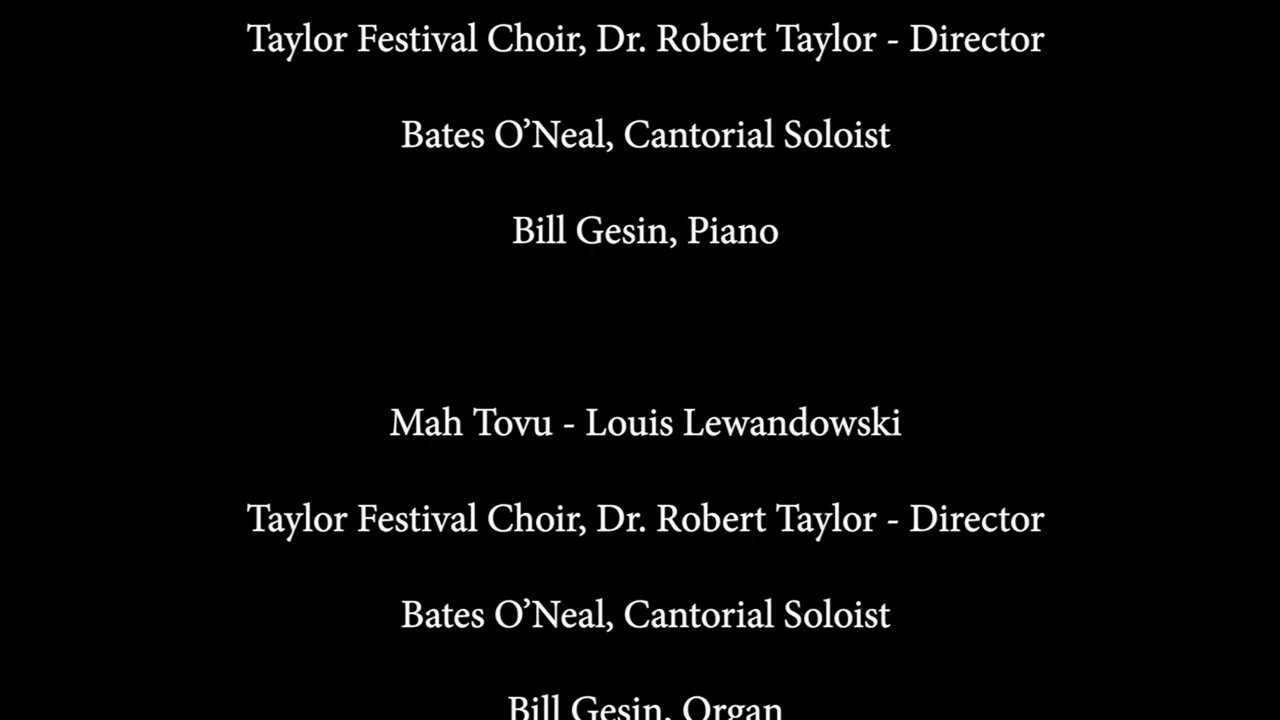 Taylor Festival Choir, Dr. Robert Taylor - Director
Bates O’Neal, Cantorial Soloist
Bill Gesin, Piano
Mah Tovu - Louis Lewandowski
Taylor Festival Choir, Dr. Robert Taylor - Director
Bates O’Neal, Cantorial Soloist
Bill Gesin, Organ